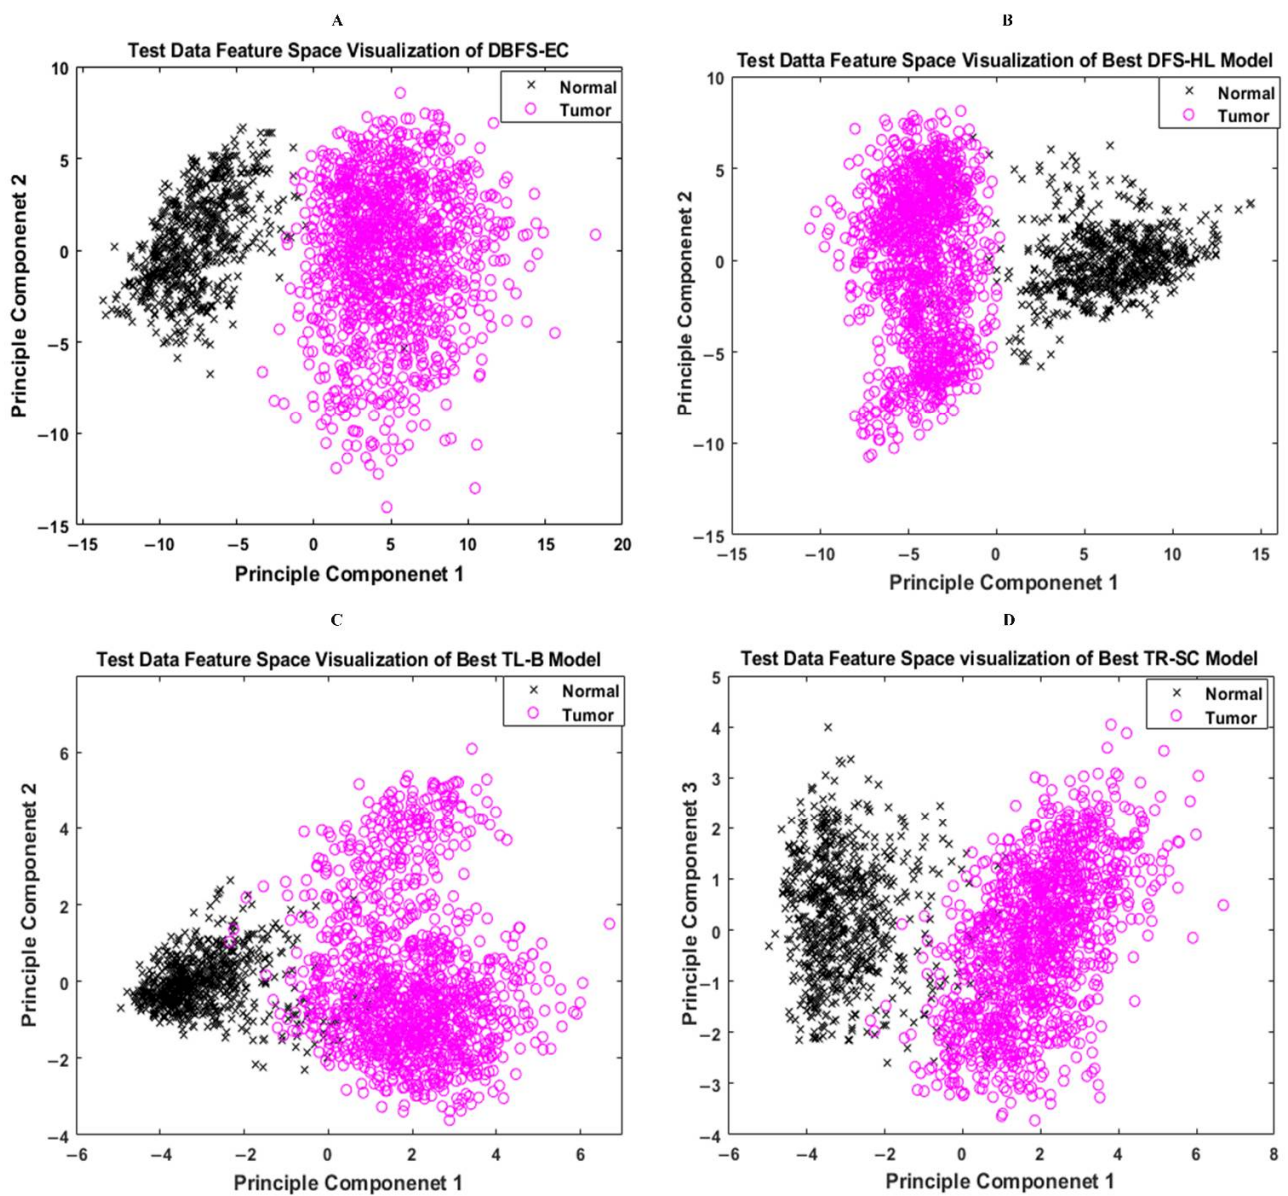 A
Test Data Feature Space Visualization of DBFS-EC
Normal
Tumor
10
5
0
−5
−10
−15
Principle Componenet 2
−15 −10 −5 0 5 10 15 20
Principle Componenet 1
B
Test Datta Feature Space Visualization of Best DFS-HL Model
Normal
Tumor
10
5
0
−5
−10
−15
Principle Componenet 2
−15 −10 −5 0 5 10 15
Principle Componenet 1
C
Test Data Feature Space Visualization of Best TL-B Model
Normal
Tumor
6
4
2
0
−2
−4
Principle Componenet 2
−6 −4 −2 0 2 4 6
Principle Componenet 1
D
Test Data Feature Space visualization of Best TR-SC Model
Normal
Tumor
5
4
3
2
1
0
−1
−2
−3
−4
Principle Componenet 3
−6 −4 −2 0 2 4 6 8
Principle Componenet 1